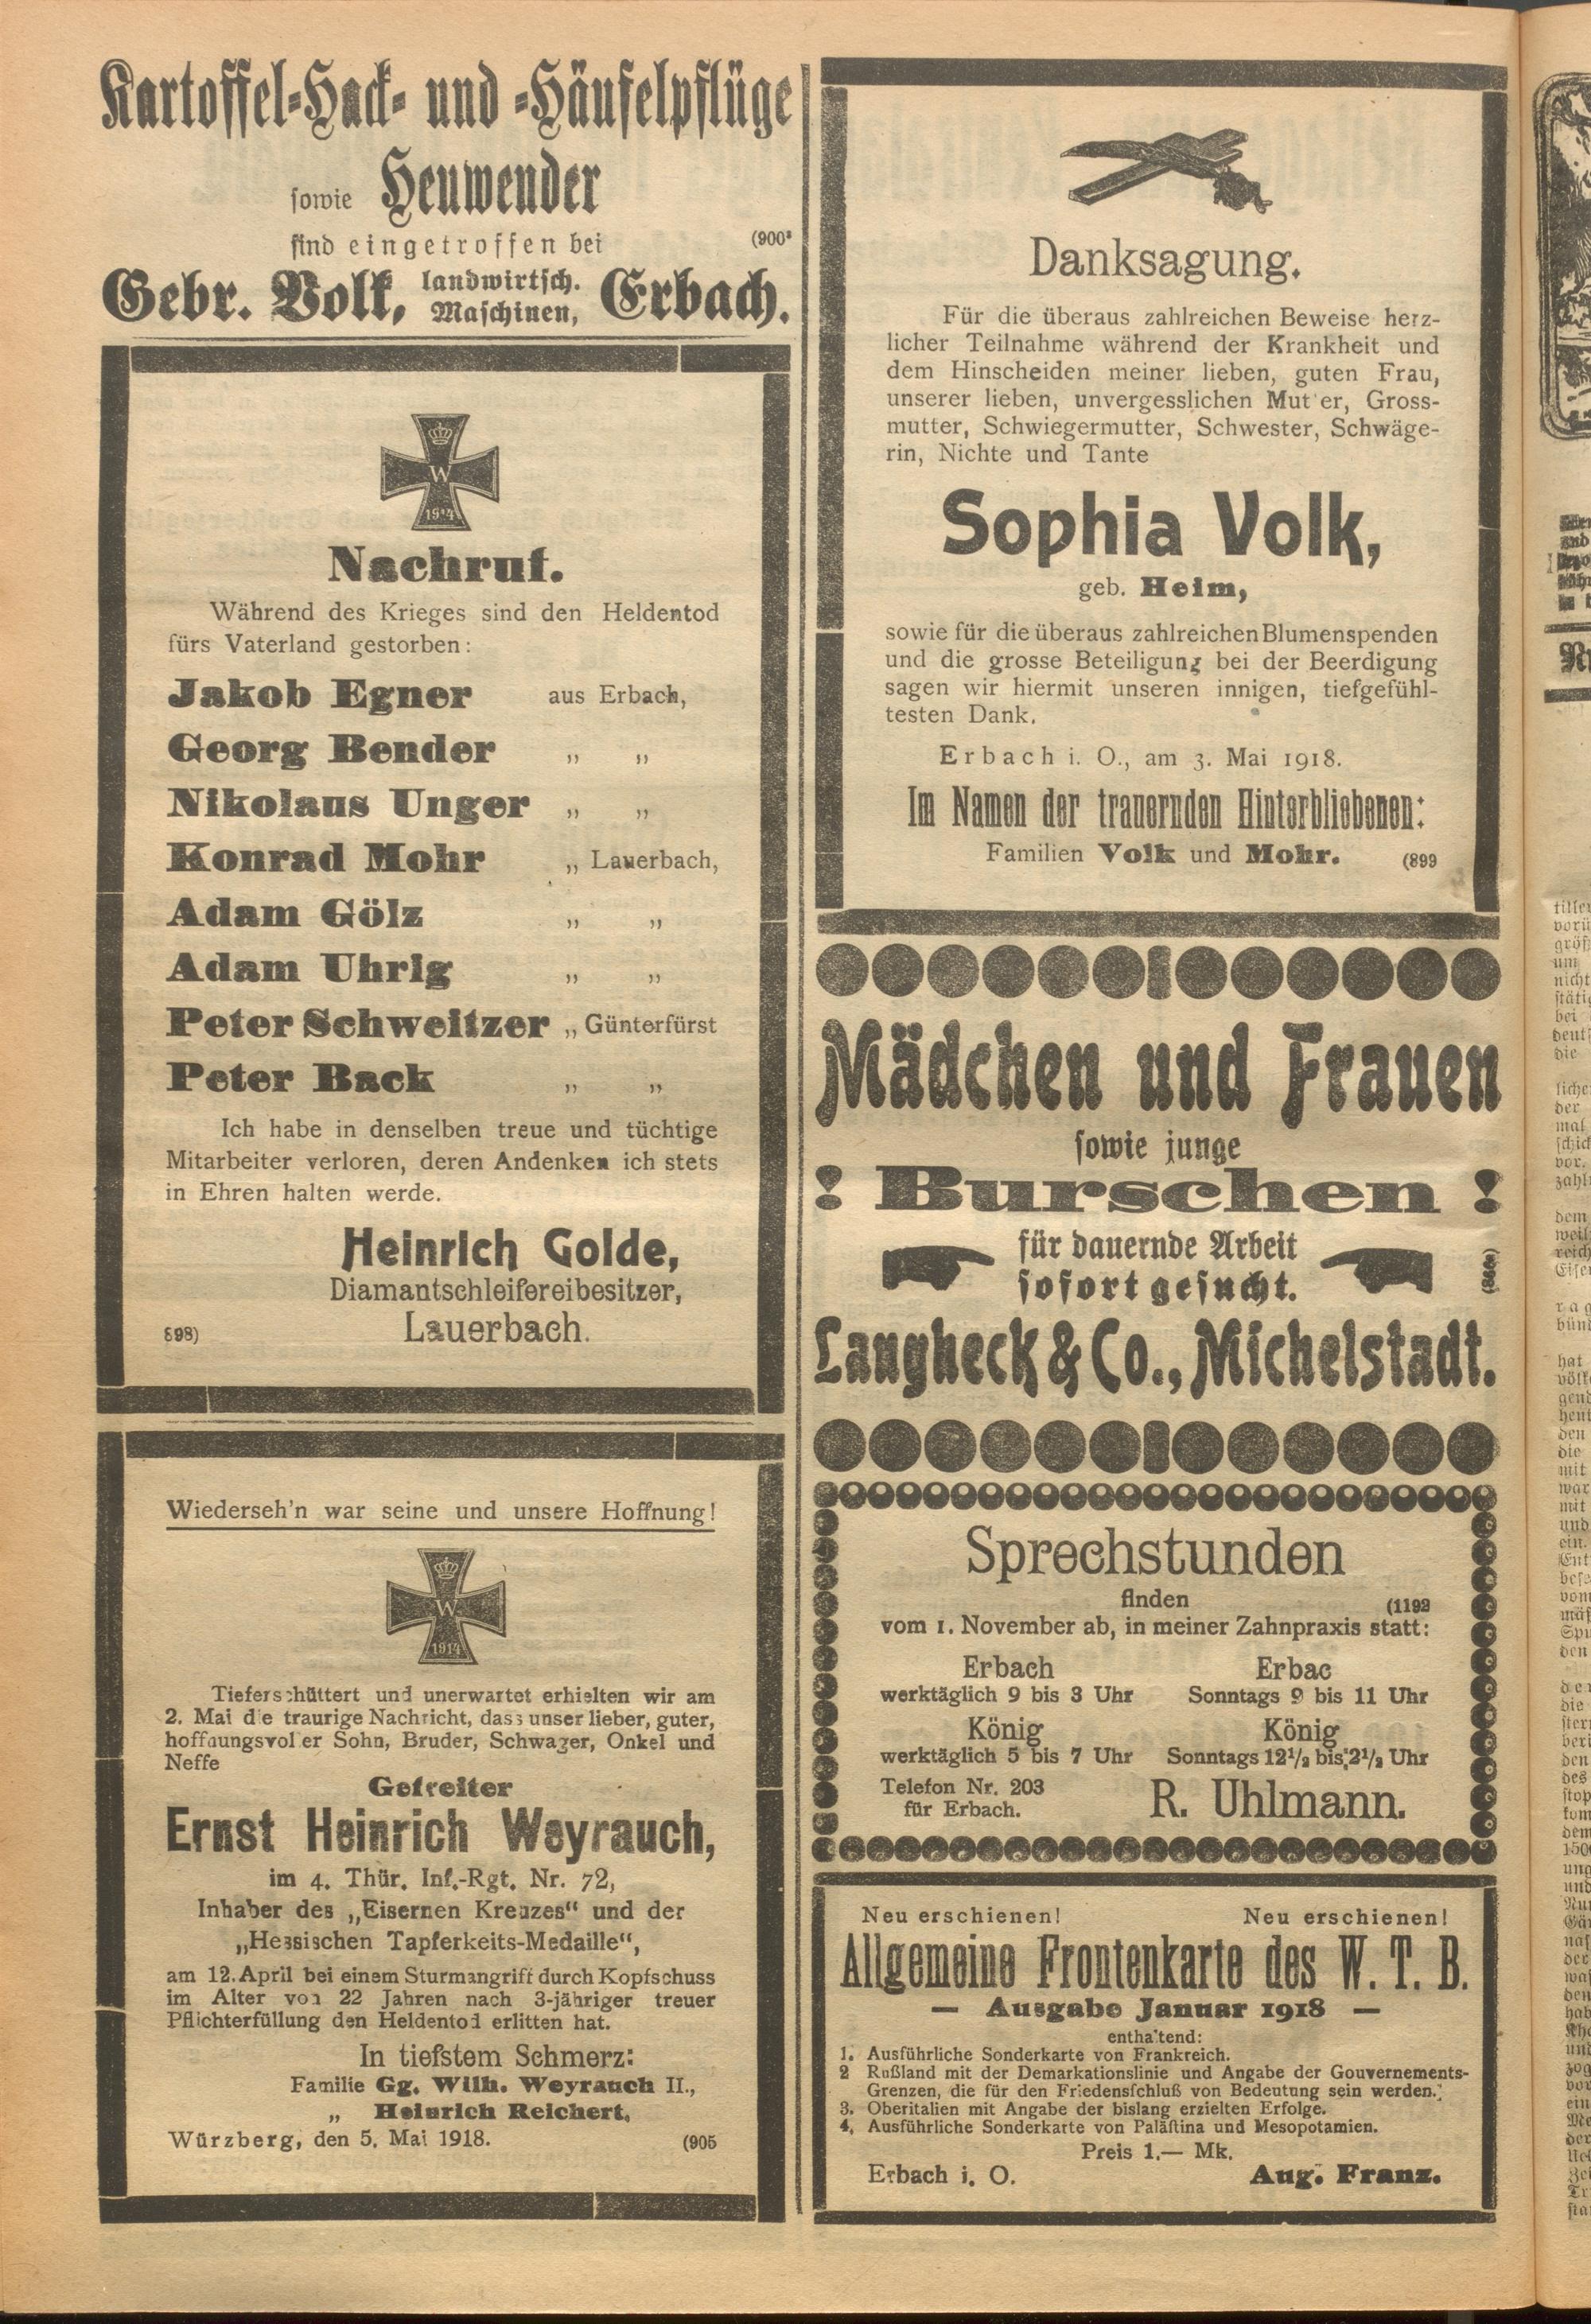 Kartoffel-Hack- und -Häufelpflüge
sowie Heuwender
sind eingetroffen bei (900³
Gebr. Volk, landwirtsch. Maschinen, Erbach.
W
1914
Nachruf.
Während des Krieges sind den Heldentod
fürs Vaterland gestorben:
Jakob Egner aus Erbach,
Georg Bender „ „
Nikolaus Unger „ „
Konrad Mohr „ Lauerbach,
Adam Gölz „ „
Adam Uhrig „ „
Peter Schweitzer „ Günterfürst
Peter Back „ „
Ich habe in denselben treue und tüchtige
Mitarbeiter verloren, deren Andenken ich stets
in Ehren halten werde.
Heinrich Golde,
Diamantschleifereibesitzer,
898) Lauerbach.
Wiederseh'n war seine und unsere Hoffnung!
W
1914
Tieferschüttert und unerwartet erhielten wir am
2. Mai die traurige Nachricht, dass unser lieber, guter,
hoffnungsvol er Sohn, Bruder, Schwager, Onkel und
Neffe
Gefreiter
Ernst Heinrich Weyrauch,
im 4. Thür. Inf.-Rgt. Nr. 72,
Inhaber des „Eisernen Kreuzes“ und der
„Hessischen Tapferkeits-Medaille“,
am 12. April bei einem Sturmangriff durch Kopfschuss
im Alter von 22 Jahren nach 3-jähriger treuer
Pflichterfüllung den Heldentod erlitten hat.
In tiefstem Schmerz:
Familie Gg. Wilh. Weyrauch II.,
„ Heinrich Reichert,
Würzberg, den 5. Mai 1918. (905
Danksagung.
Für die überaus zahlreichen Beweise herz-
licher Teilnahme während der Krankheit und
dem Hinscheiden meiner lieben, guten Frau,
unserer lieben, unvergesslichen Mut er, Gross-
mutter, Schwiegermutter, Schwester, Schwäge-
rin, Nichte und Tante
Sophia Volk,
geb. Heim,
sowie für die überaus zahlreichen Blumenspenden
und die grosse Beteiligung bei der Beerdigung
sagen wir hiermit unseren innigen, tiefgefühl-
testen Dank.
Erbach i. O., am 3. Mai 1918.
Im Namen der trauernden Hinterbliebenen:
Familien Volk und Mohr. (899
Mädchen und Frauen
sowie junge
! Burschen !
für dauernde Arbeit
sofort gesucht.
Langheck & Co., Michelstadt.
Sprechstunden
finden (1192
vom 1. November ab, in meiner Zahnpraxis statt:
Erbach Erbac
werktäglich 9 bis 3 Uhr Sonntags 9 bis 11 Uhr
König König
werktäglich 5 bis 7 Uhr Sonntags 12½ bis 2½ Uhr
Telefon Nr. 203
für Erbach. R. Uhlmann.
Neu erschienen! Neu erschienen!
Allgemeine Frontenkarte des W. T. B.
— Ausgabe Januar 1918 —
enthaltend:
1. Ausführliche Sonderkarte von Frankreich.
2 Rußland mit der Demarkationslinie und Angabe der Gouvernements-
Grenzen, die für den Friedensschluß von Bedeutung sein werden.
3. Oberitalien mit Angabe der bislang erzielten Erfolge.
4. Ausführliche Sonderkarte von Palästina und Mesopotamien.
Preis 1.— Mk.
Erbach i. O. Aug. Franz.